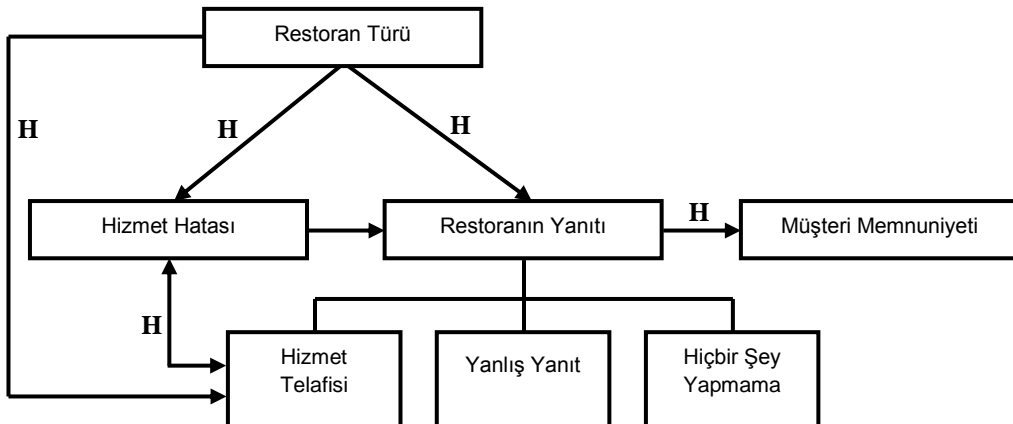 Restoran Türü
H
H
H
Hizmet Hatası
Restoranın Yanıtı
H
Müşteri Memnuniyeti
H
Hizmet
Telafisi
Yanlış Yanıt
Hiçbir Şey
Yapmama